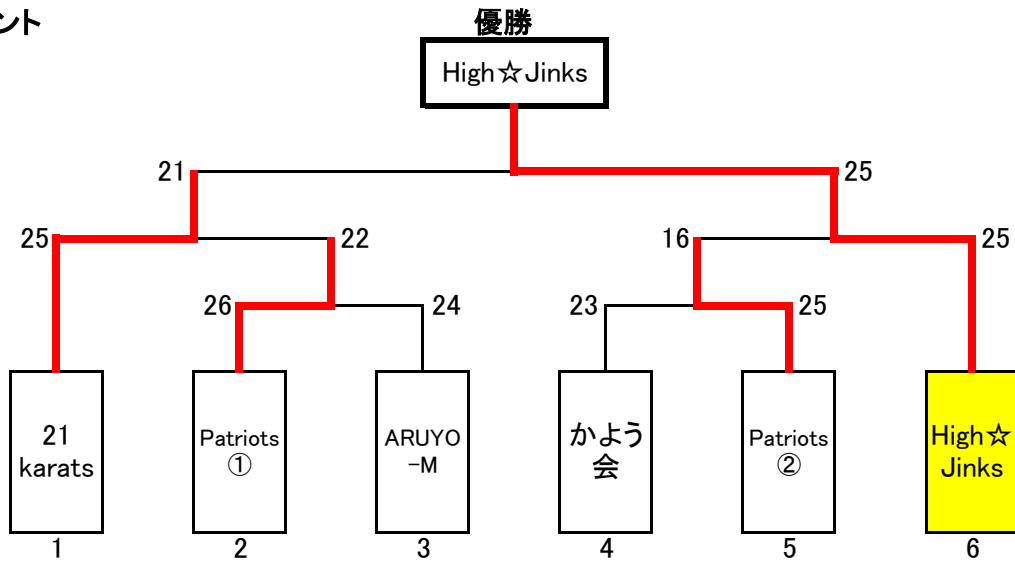 ント
優勝
High☆Jinks
21
25
25
22
16
25
26
24
23
25
21
karats
Patriots
①
ARUYO
-M
かよう
会
Patriots
②
High☆
Jinks
1
2
3
4
5
6